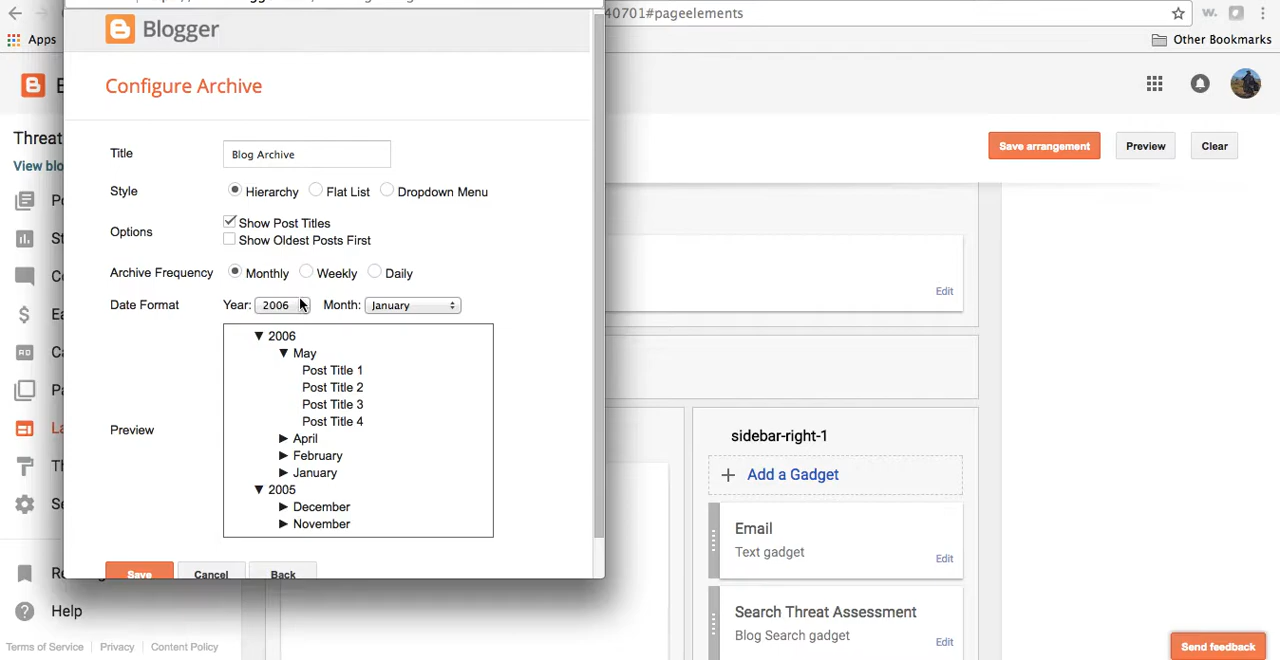 40701#pageelements
Apps
Other Bookmarks
Blogger
Configure Archive
Title
Blog Archive
Style
Hierarchy
Flat List
Dropdown Menu
Options
Show Post Titles
Show Oldest Posts First
Archive Frequency
Monthly
Weekly
Daily
Date Format
Year: 2006
Month: January
Preview
▼ 2006
▼ May
Post Title 1
Post Title 2
Post Title 3
Post Title 4
► April
► February
► January
▼ 2005
► December
► November
Save
Cancel
Back
Threat
View blo
Help
Terms of Service
Privacy
Content Policy
Save arrangement
Preview
Clear
Edit
sidebar-right-1
+ Add a Gadget
Email
Text gadget
Edit
Search Threat Assessment
Blog Search gadget
Edit
Send feedback